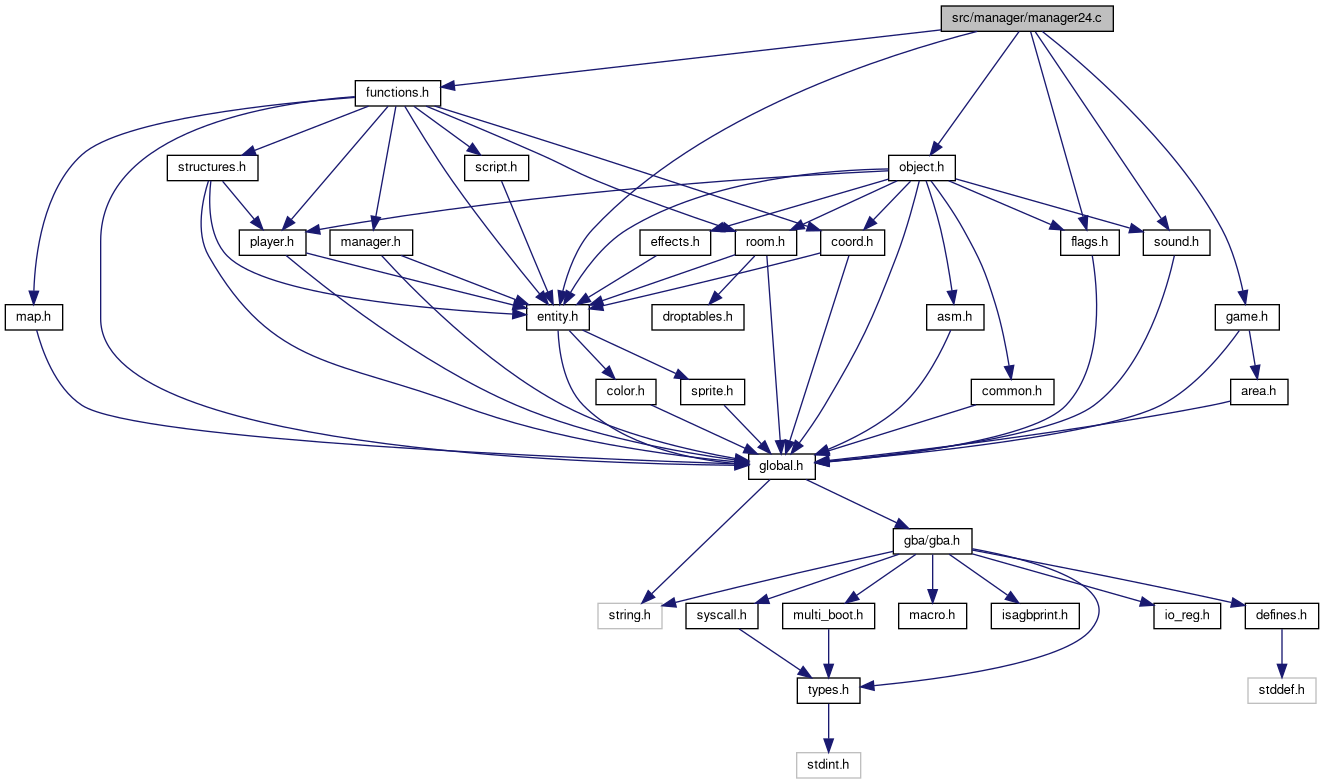 src/manager/manager24.c
functions.h
structures.h
script.h
object.h
player.h
manager.h
effects.h
room.h
coord.h
flags.h
sound.h
map.h
entity.h
droptables.h
asm.h
game.h
color.h
sprite.h
common.h
area.h
global.h
gba/gba.h
string.h
syscall.h
multi_boot.h
macro.h
isagbprint.h
io_reg.h
defines.h
types.h
stddef.h
stdint.h